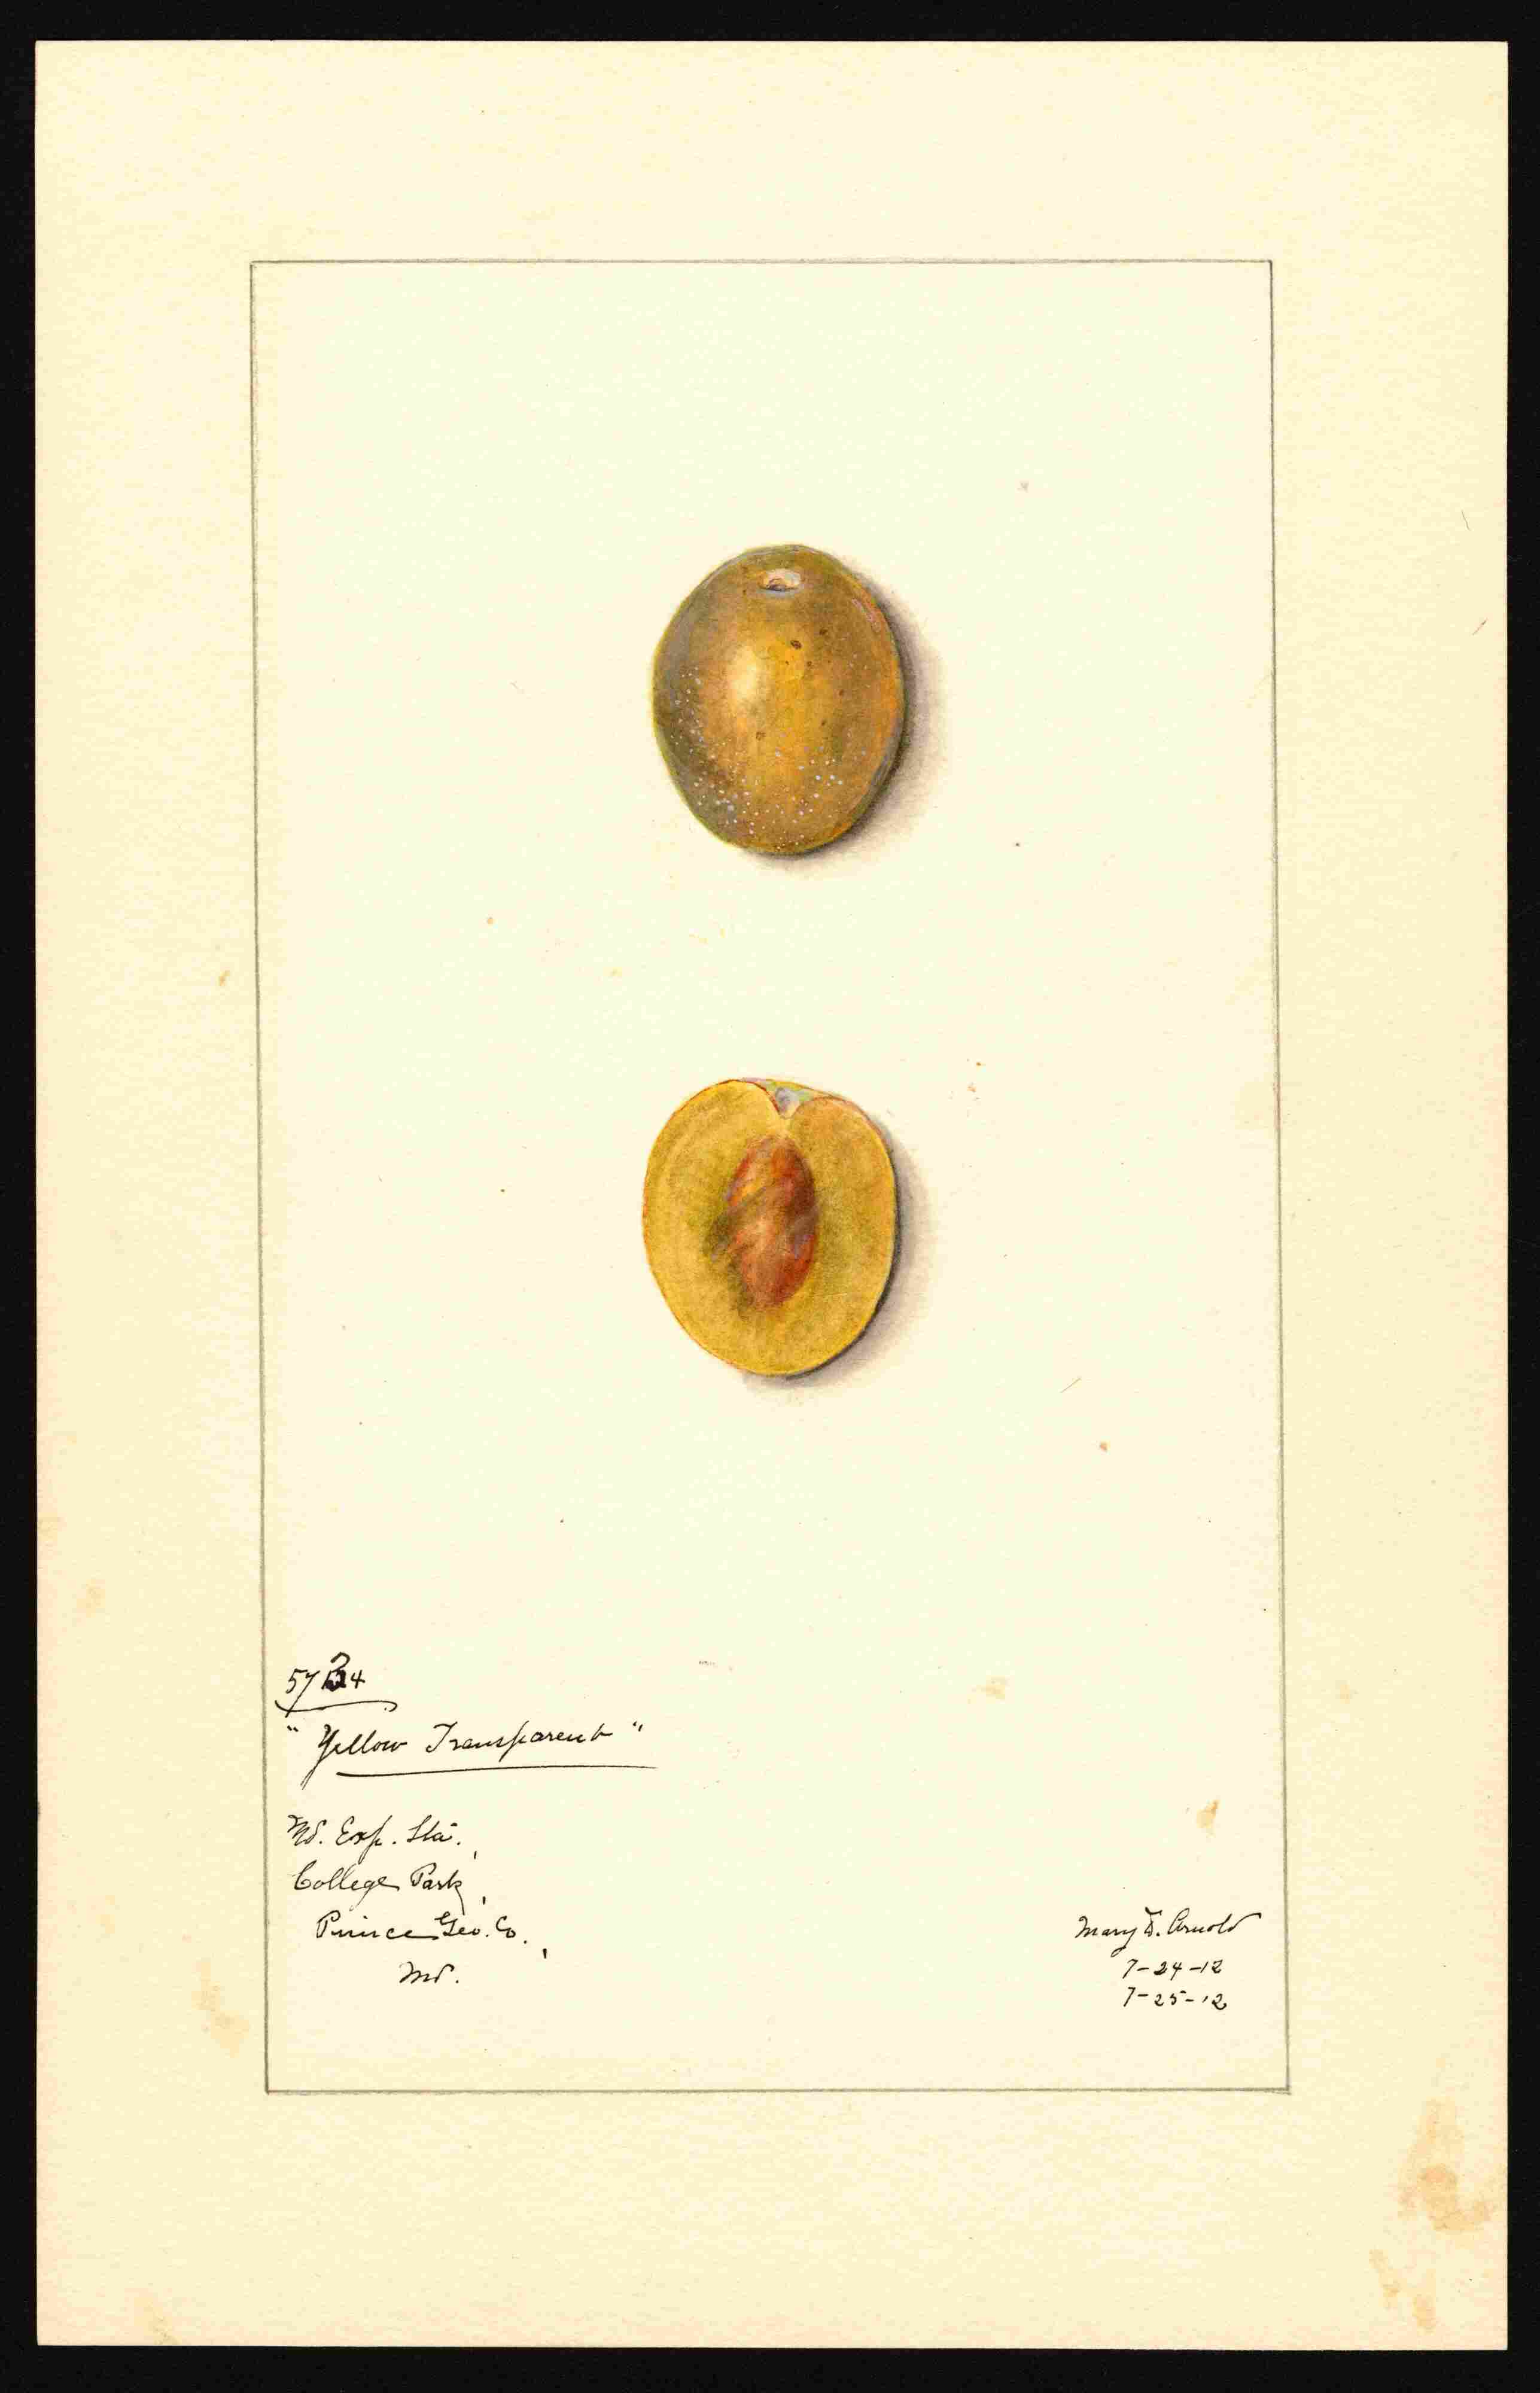 57334
"Yellow Transparent"
Md. Exp. Sta.,
College Park,
Prince Geo. Co.,
Md.
Mary D. Arnold
7-24-12
7-25-12